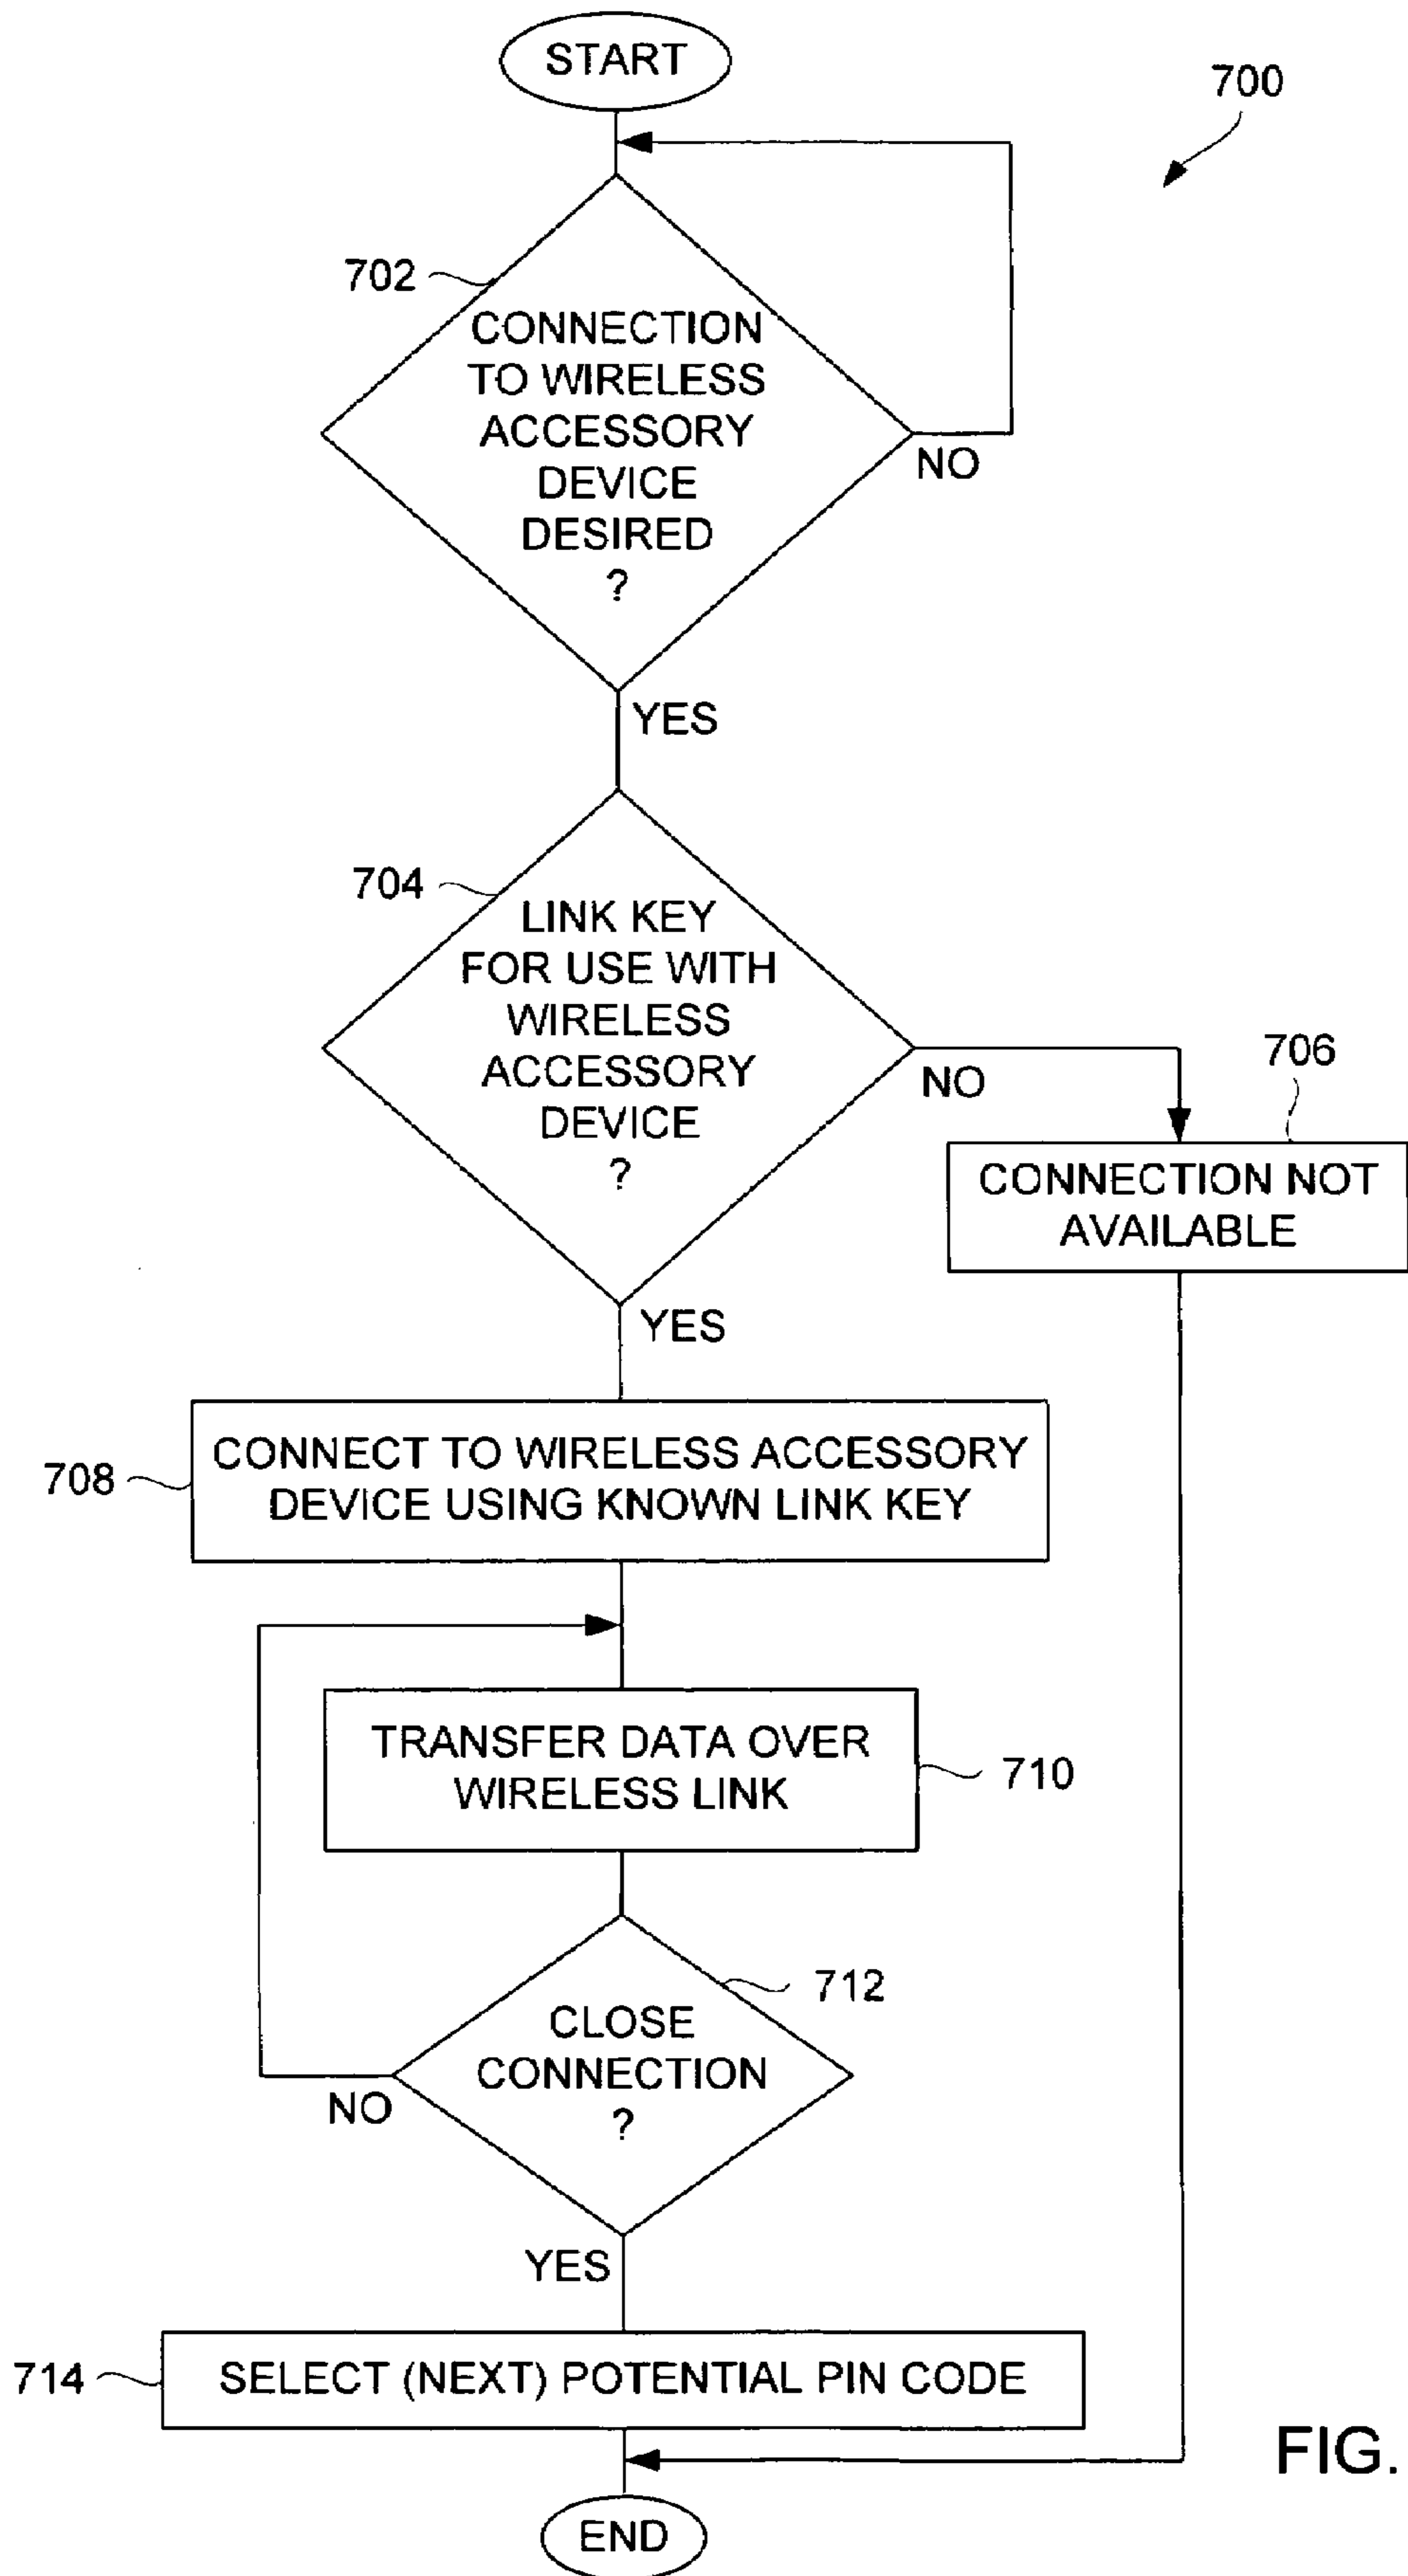 START
700
702
CONNECTION
TO WIRELESS
ACCESSORY
DEVICE
DESIRED
?
NO
YES
704
LINK KEY
FOR USE WITH
WIRELESS
ACCESSORY
DEVICE
?
NO
706
CONNECTION NOT
AVAILABLE
YES
708
CONNECT TO WIRELESS ACCESSORY
DEVICE USING KNOWN LINK KEY
TRANSFER DATA OVER
WIRELESS LINK
710
712
CLOSE
CONNECTION
?
NO
YES
714
SELECT (NEXT) POTENTIAL PIN CODE
FIG.
END